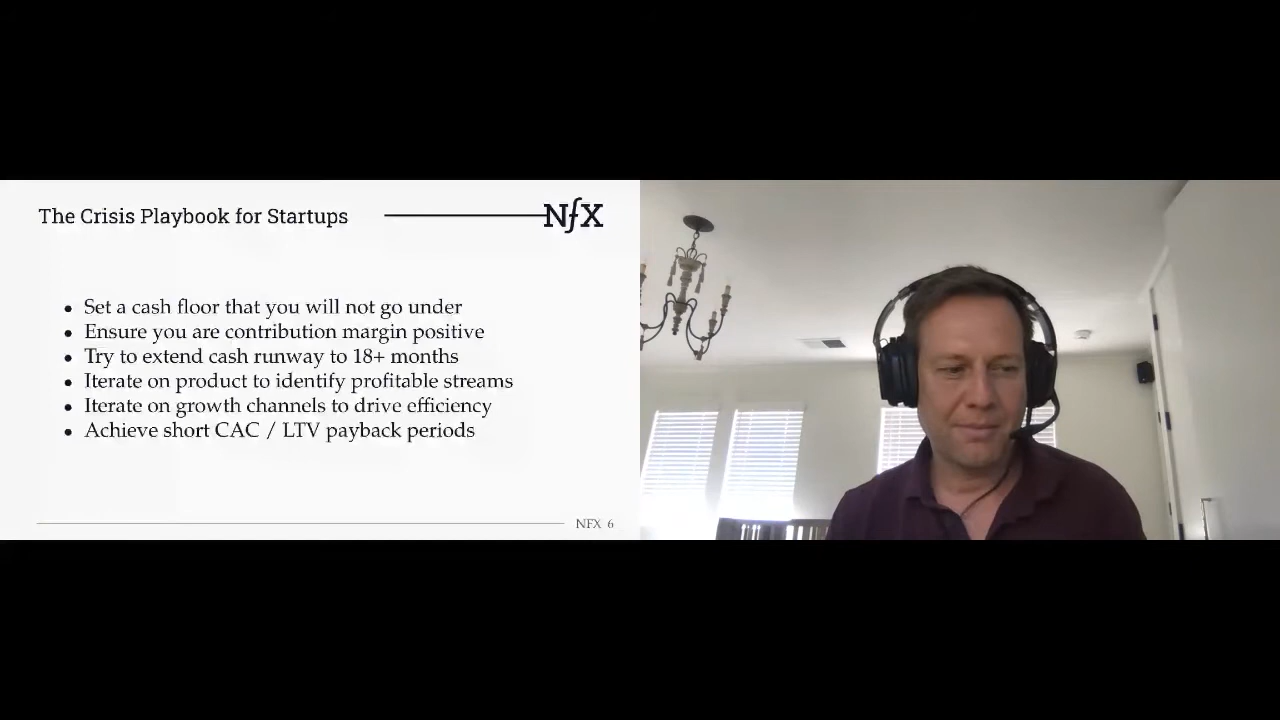 The Crisis Playbook for Startups
NfX
• Set a cash floor that you will not go under
• Ensure you are contribution margin positive
• Try to extend cash runway to 18+ months
• Iterate on product to identify profitable streams
• Iterate on growth channels to drive efficiency
• Achieve short CAC / LTV payback periods
NFX 6